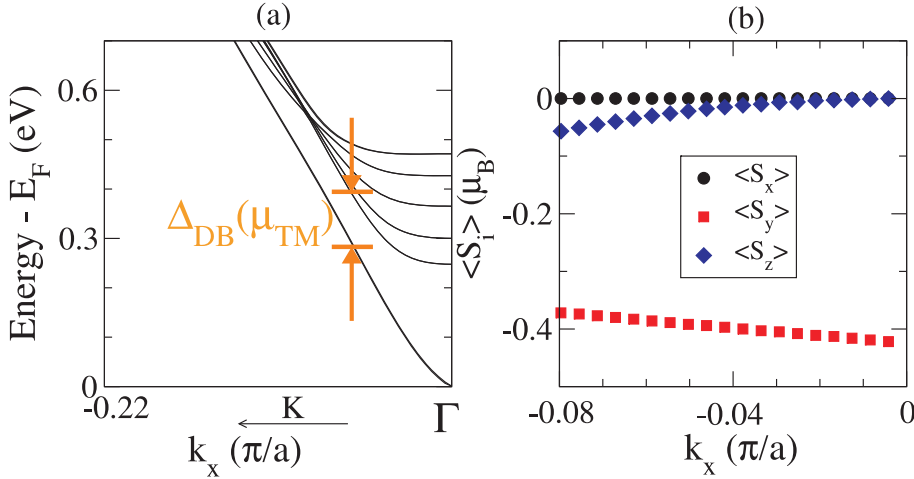 (a)
Energy - E_F (eV)
0.6
0.3
0
Δ_DB(μ_TM)
-0.22
K
Γ
k_x (π/a)
(b)
<S_i> (μ_B)
0
-0.2
-0.4
<S_x>
<S_y>
<S_z>
-0.08
-0.04
0
k_x (π/a)